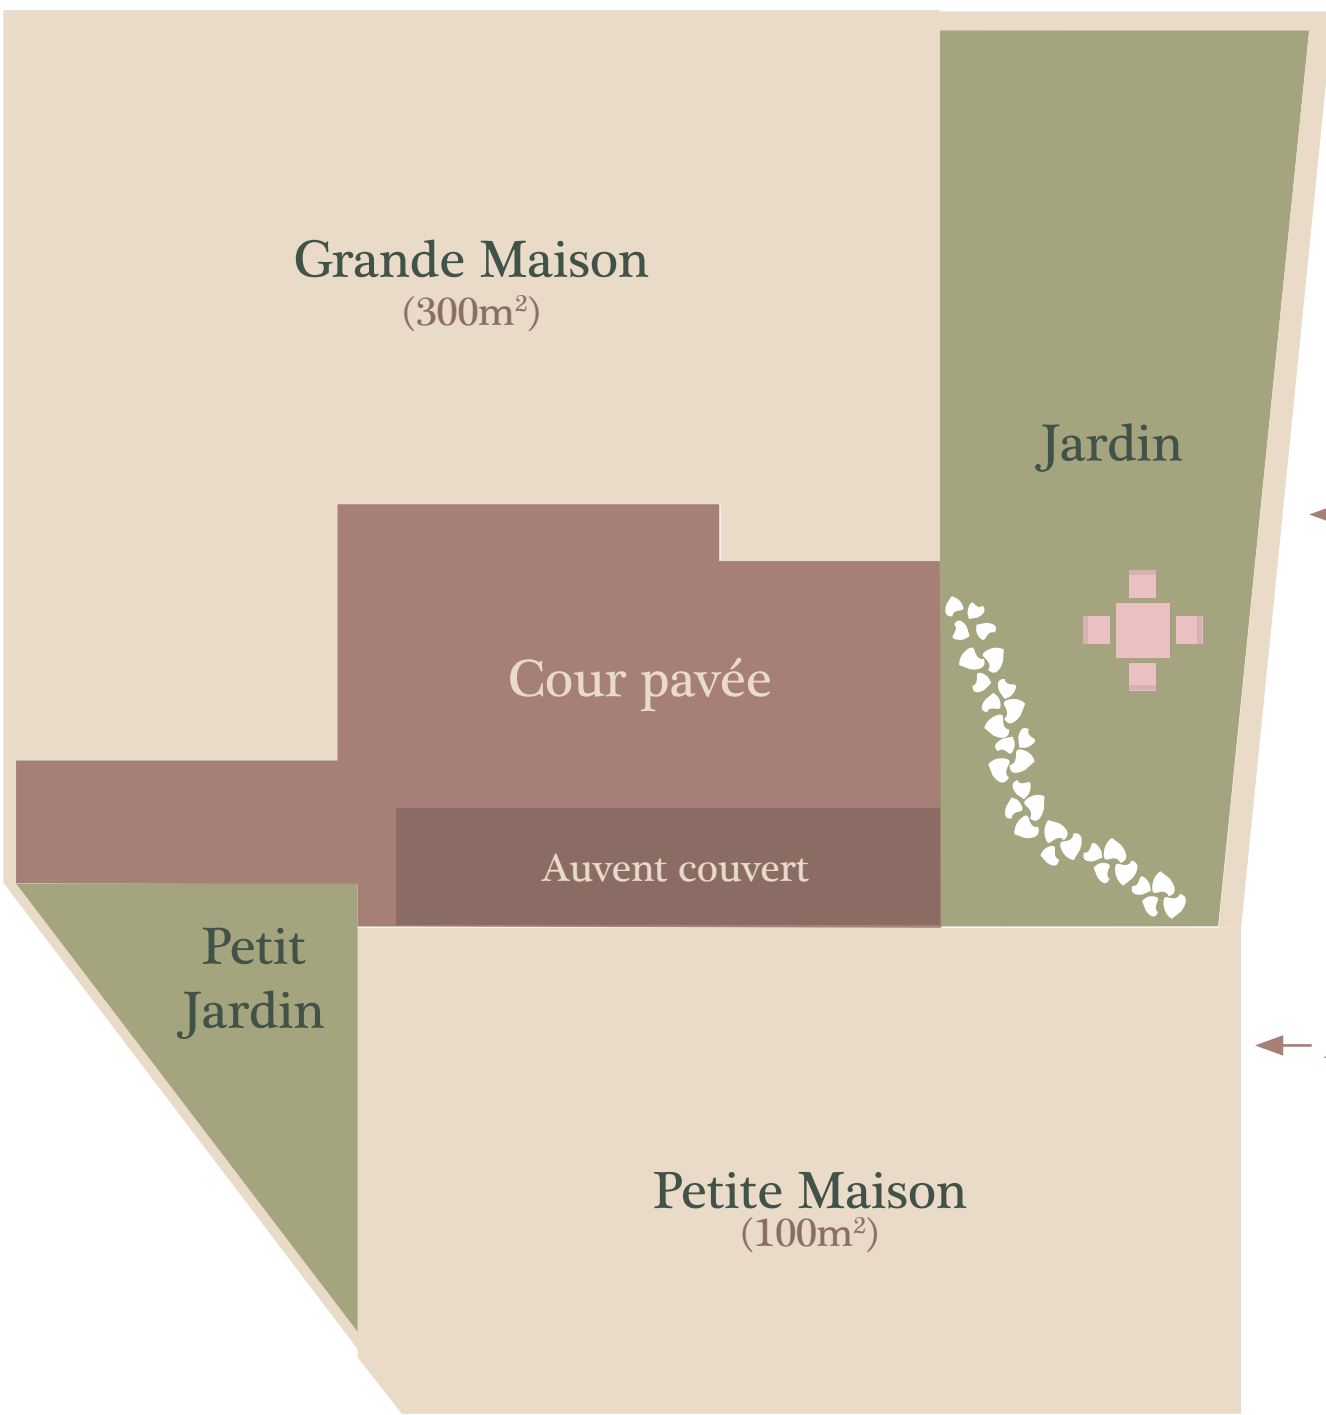 Grande Maison
(300m²)
Jardin
Cour pavée
Auvent couvert
Petit
Jardin
Petite Maison
(100m²)